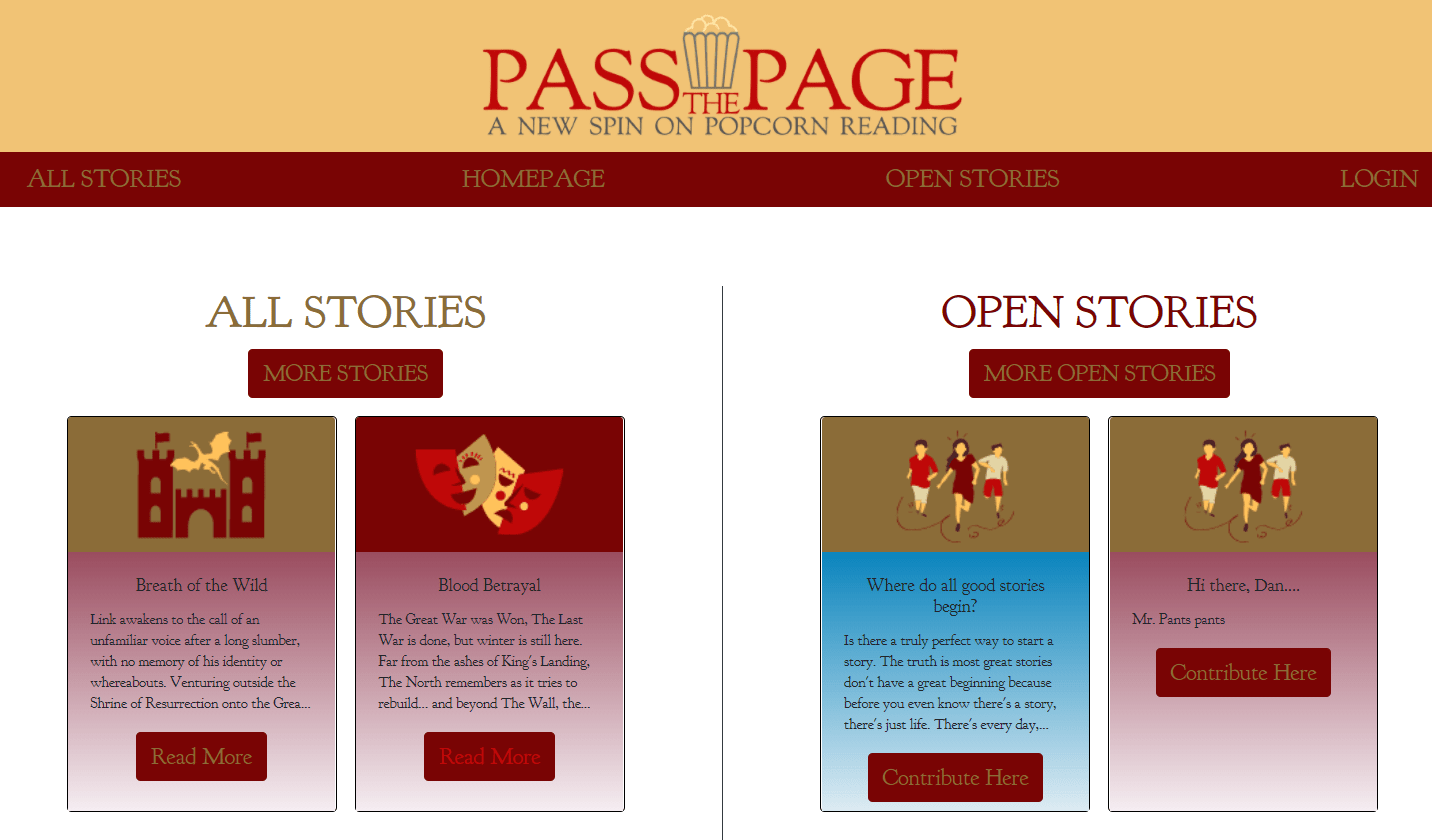 PASS THE PAGE
A NEW SPIN ON POPCORN READING
ALL STORIES
HOMEPAGE
OPEN STORIES
LOGIN
ALL STORIES
MORE STORIES
Breath of the Wild
Link awakens to the call of an
unfamiliar voice after a long slumber,
with no memory of his identity or
whereabouts. Venturing outside the
Shrine of Resurrection onto the Grea...
Read More
Blood Betrayal
The Great War was Won, The Last
War is done, but winter is still here.
Far from the ashes of King's Landing,
The North remembers as it tries to
rebuild... and beyond The Wall, the...
Read More
OPEN STORIES
MORE OPEN STORIES
Where do all good stories
begin?
Is there a truly perfect way to start a
story. The truth is most great stories
don't have a great beginning because
before you even know there's a story,
there's just life. There's every day,...
Contribute Here
Hi there, Dan....
Mr. Pants pants
Contribute Here